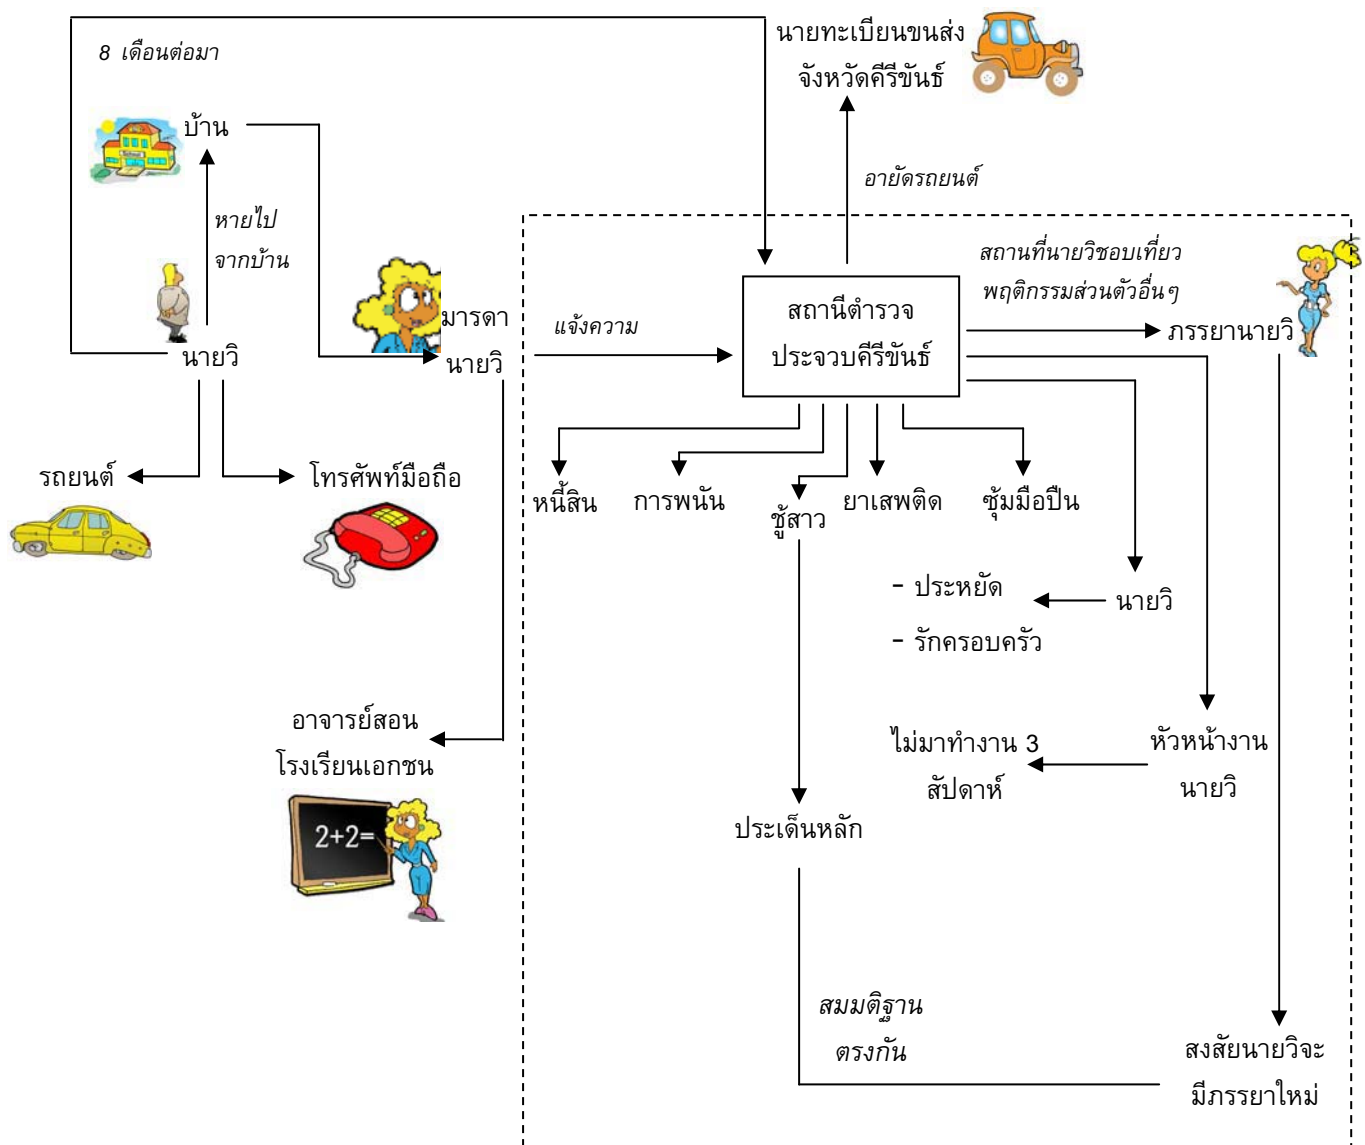 8 เดือนต่อมา
นายทะเบียนขนส่ง
จังหวัดคีรีขันธ์
บ้าน
อายัดรถยนต์
หายไป
จากบ้าน
สถานที่นายวิชอบเที่ยว
พฤติกรรมส่วนตัวอื่นๆ
มารดา
นายวิ
แจ้งความ
สถานีตำรวจ
ประจวบคีรีขันธ์
ภรรยานายวิ
นายวิ
รถยนต์
โทรศัพท์มือถือ
หนี้สิน
การพนัน
ชู้สาว
ยาเสพติด
ซุ้มมือปืน
- ประหยัด
- รักครอบครัว
นายวิ
อาจารย์สอน
โรงเรียนเอกชน
2+2=
ไม่มาทำงาน 3
สัปดาห์
หัวหน้างาน
นายวิ
ประเด็นหลัก
สมมติฐาน
ตรงกัน
สงสัยนายวิจะ
มีภรรยาใหม่